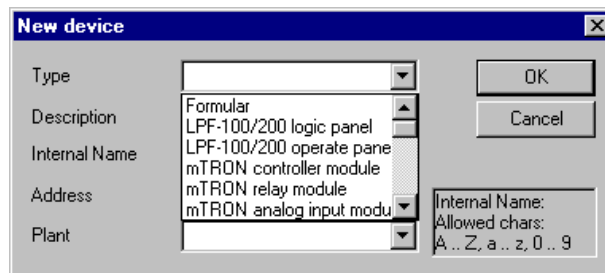 New device
Type
OK
Formular
LPF-100/200 logic panel
LPF-100/200 operate pane
mTRON controller module
mTRON relay module
mTRON analog input modu
Description
Cancel
Internal Name
Address
Plant
Internal Name:
Allowed chars:
A .. Z, a .. z, 0 .. 9